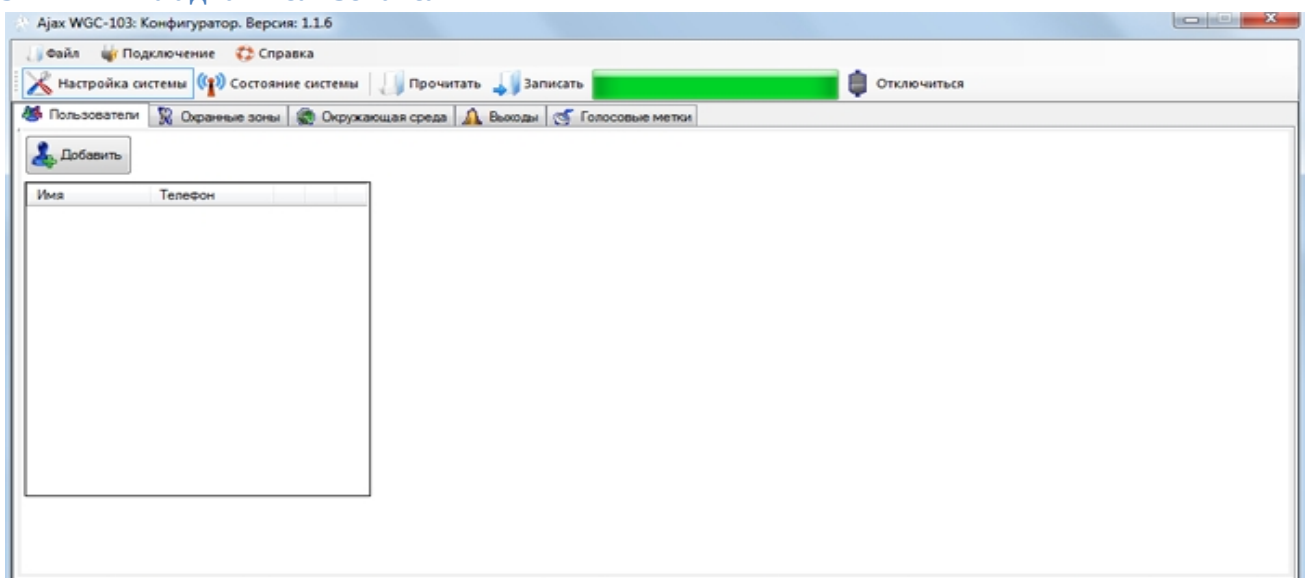 Ajax WGC-103: Конфигуратор. Версия: 1.1.6
Файл Подключение Справка
Настройка системы Состояние системы Прочитать Записать Отключиться
Пользователи Охранные зоны Окружающая среда Выходы Голосовые метки
Добавить
Имя Телефон